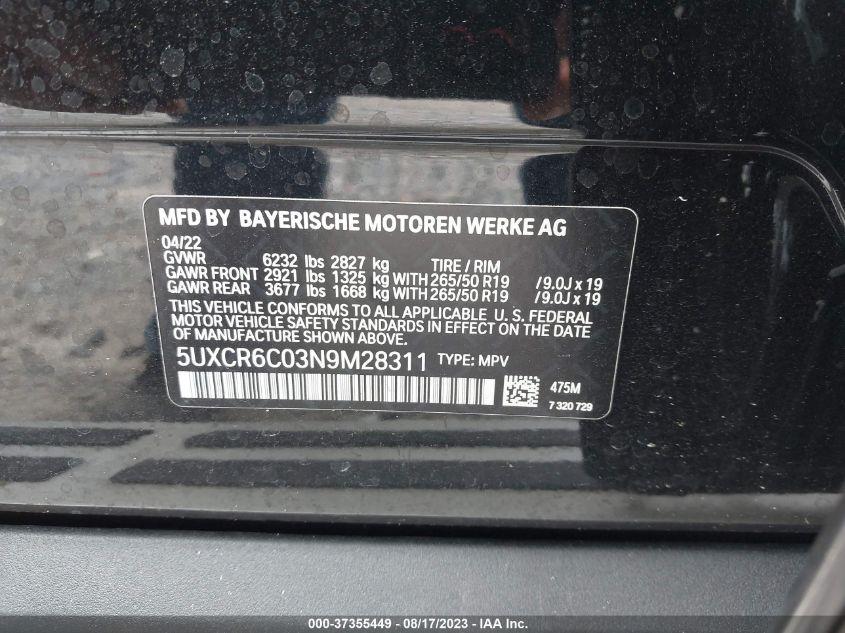 MFD BY BAYERISCHE MOTOREN WERKE AG
04/22
GVWR 6232 lbs 2827 kg TIRE / RIM
GAWR FRONT 2921 lbs 1325 kg WITH 265/50 R19 /9.0J x 19
GAWR REAR 3677 lbs 1668 kg WITH 265/50 R19 /9.0J x 19
THIS VEHICLE CONFORMS TO ALL APPLICABLE U. S. FEDERAL
MOTOR VEHICLE SAFETY STANDARDS IN EFFECT ON THE DATE
OF MANUFACTURE SHOWN ABOVE.
5UXCR6C03N9M28311 TYPE: MPV
475M
7 320 729
000-37355449 - 08/17/2023 - IAA Inc.